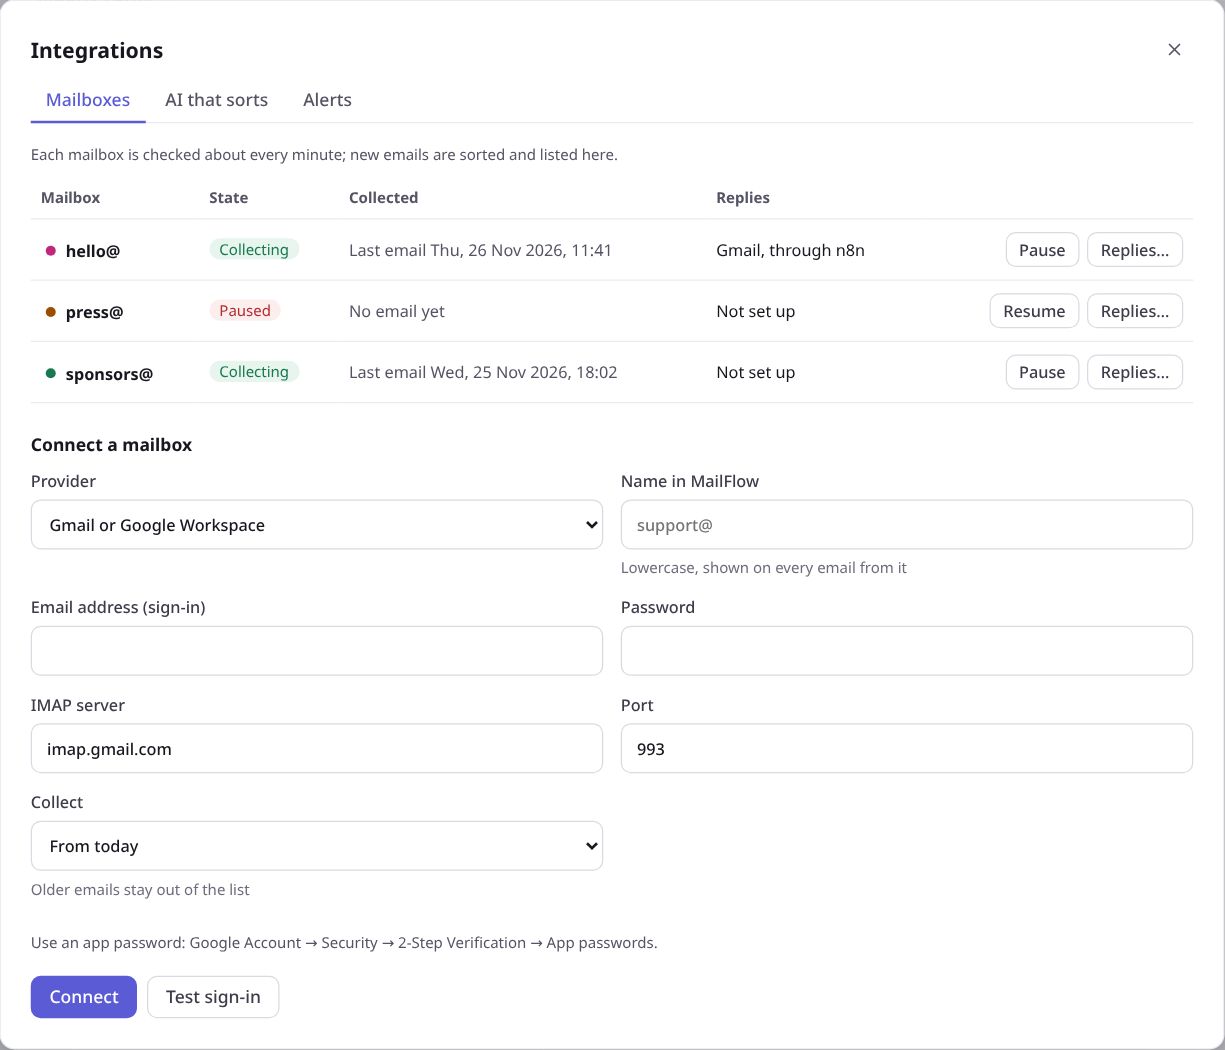 Integrations
Mailboxes AI that sorts Alerts
Each mailbox is checked about every minute; new emails are sorted and listed here.
Mailbox State Collected Replies
hello@ Collecting Last email Thu, 26 Nov 2026, 11:41 Gmail, through n8n Pause Replies...
press@ Paused No email yet Not set up Resume Replies...
sponsors@ Collecting Last email Wed, 25 Nov 2026, 18:02 Not set up Pause Replies...
Connect a mailbox
Provider Name in MailFlow
Gmail or Google Workspace support@
Lowercase, shown on every email from it
Email address (sign-in) Password
IMAP server Port
imap.gmail.com 993
Collect
From today
Older emails stay out of the list
Use an app password: Google Account → Security → 2-Step Verification → App passwords.
Connect Test sign-in